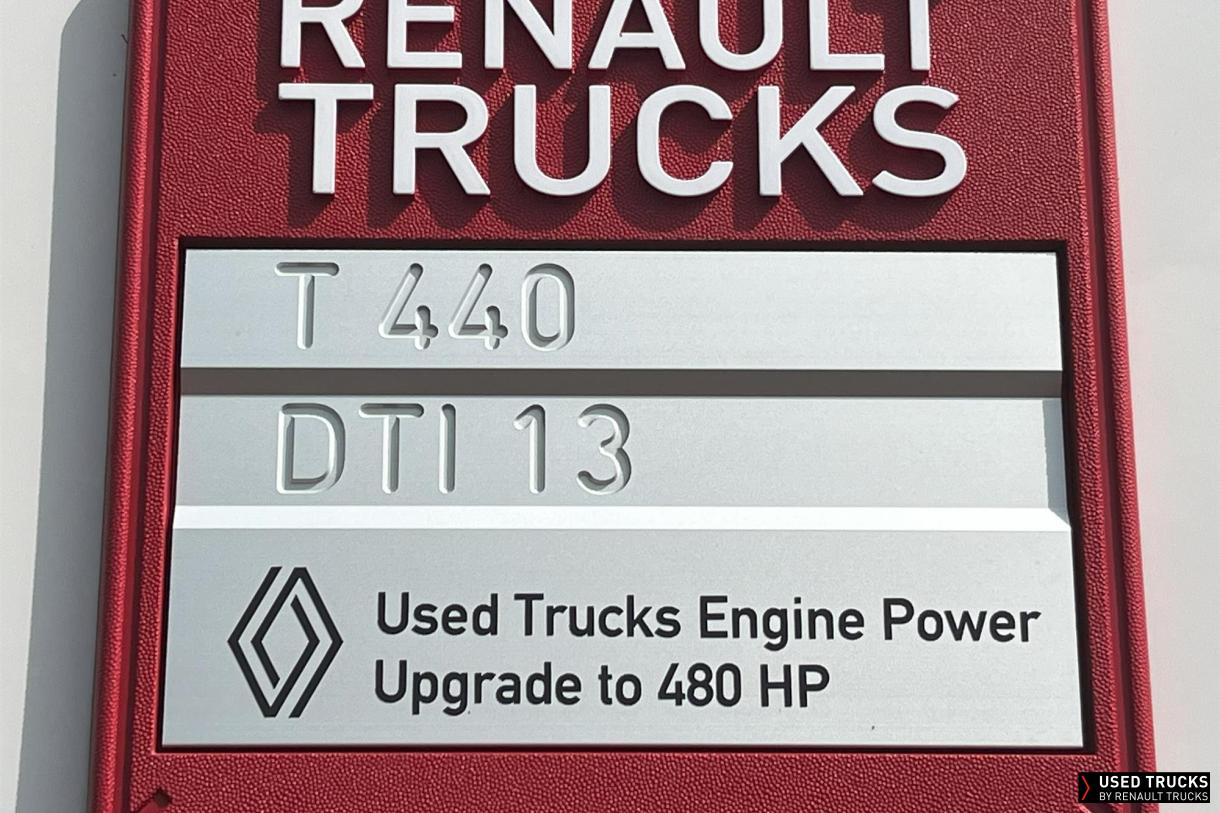 RENAULT
TRUCKS
T 440
DTI 13
Used Trucks Engine Power
Upgrade to 480 HP
USED TRUCKS
BY RENAULT TRUCKS